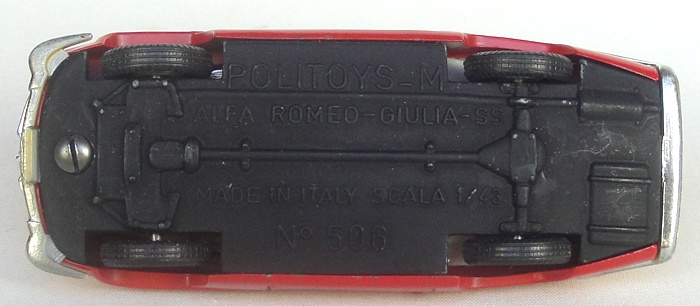 POLITOYS-M
ALFA ROMEO-GIULIA-SS
MADE IN ITALY SCALA 1/43
No 506